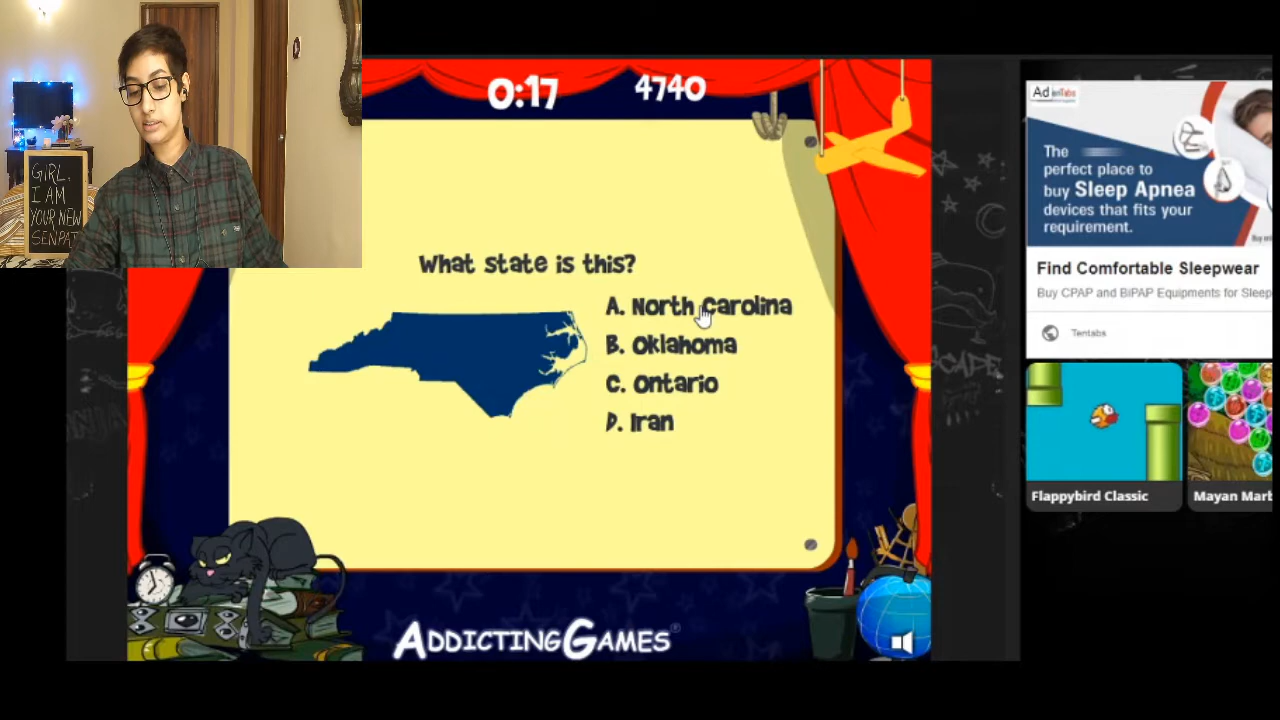 GIRL,
I AM
YOUR NEW
SENPAI
0:17
4740
What state is this?
A. North Carolina
B. Oklahoma
C. Ontario
D. Iran
ADDICTINGGAMES®
Ad
The
perfect place to
buy Sleep Apnea
devices that fits your
requirement.
Find Comfortable Sleepwear
Buy CPAP and BiPAP Equipments for Sleep
Tentabs
Flappybird Classic
Mayan Marb